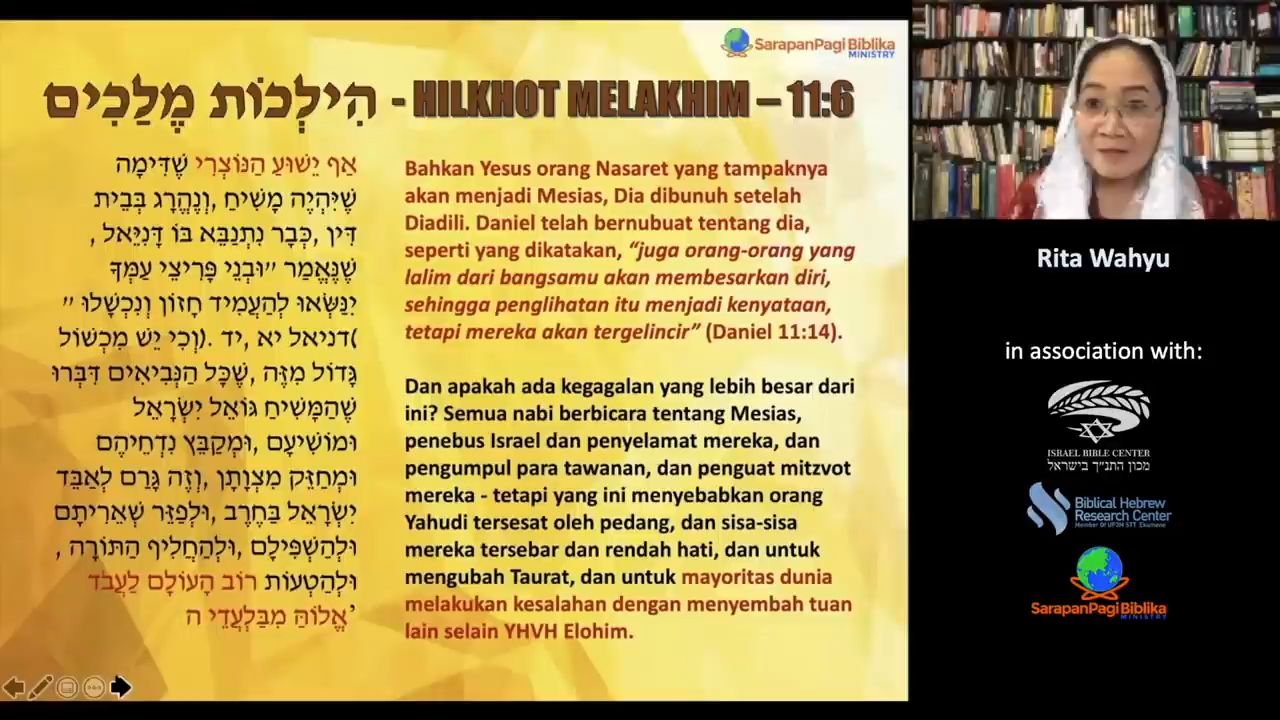 SarapanPagi Biblika
MINISTRY
הִילְכוֹת מְלַכִים - HILKHOT MELAKHIM – 11:6
אַף יֵשׁוּעַ הַנּוֹצְרִי שֶׁדִּימָה
שֶׁיִּהְיֶה מָשִׁיחַ ,וְנֶהֱרָג בְּבֵית
דִּין ,כְּבָר נִתְנַבֵּא בּוֹ דָּנִיֵּאל ,
שֶׁנֶּאֱמַר "וּבְנֵי פָּרִיצֵי עַמְּךָ
יִנַּשְּׂאוּ לְהַעֲמִיד חָזוֹן וְנִכְשָׁלוּ "
)דניאל יא ,יד .(וְכִי יֵשׁ מִכְשׁוֹל
גָּדוֹל מִזֶּה ,שֶׁכָּל הַנְּבִיאִים דִּבְּרוּ
שֶׁהַמָּשִׁיחַ גּוֹאֵל יִשְׂרָאֵל
וּמוֹשִׁיעָם ,וּמְקַבֵּץ נִדְחֵיהֶם
וּמְחַזֵּק מִצְוָתָן ,וְזֶה גָּרַם לְאַבֵּד
יִשְׂרָאֵל בַּחֶרֶב ,וּלְפַזֵּר שְׁאֵרִיתָם
וּלְהַשְׁפִּילָם ,וּלְהַחֲלִיף הַתּוֹרָה ,
וּלְהַטְעוֹת רוֹב הָעוֹלָם לַעֲבֹד
אֱלוֹהַּ מִבַּלְעֲדֵי ה'
Bahkan Yesus orang Nasaret yang tampaknya
akan menjadi Mesias, Dia dibunuh setelah
Diadili. Daniel telah bernubuat tentang dia,
seperti yang dikatakan, “juga orang-orang yang
lalim dari bangsamu akan membesarkan diri,
sehingga penglihatan itu menjadi kenyataan,
tetapi mereka akan tergelincir” (Daniel 11:14).
Dan apakah ada kegagalan yang lebih besar dari
ini? Semua nabi berbicara tentang Mesias,
penebus Israel dan penyelamat mereka, dan
pengumpul para tawanan, dan penguat mitzvot
mereka - tetapi yang ini menyebabkan orang
Yahudi tersesat oleh pedang, dan sisa-sisa
mereka tersebar dan rendah hati, dan untuk
mengubah Taurat, dan untuk mayoritas dunia
melakukan kesalahan dengan menyembah tuan
lain selain YHVH Elohim.
Rita Wahyu
in association with:
ISRAEL BIBLE CENTER
מכון התנ"ך בישראל
Biblical Hebrew
Research Center
Member Of UP2M STT Ekumene
SarapanPagi Biblika
MINISTRY